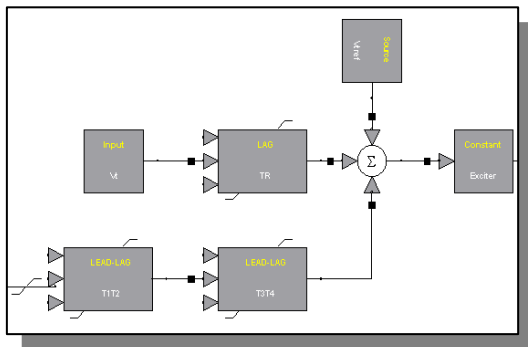 Source
Vtref
Input
Vt
LAG
TR
Σ
Constant
Exciter
LEAD-LAG
T1T2
LEAD-LAG
T3T4